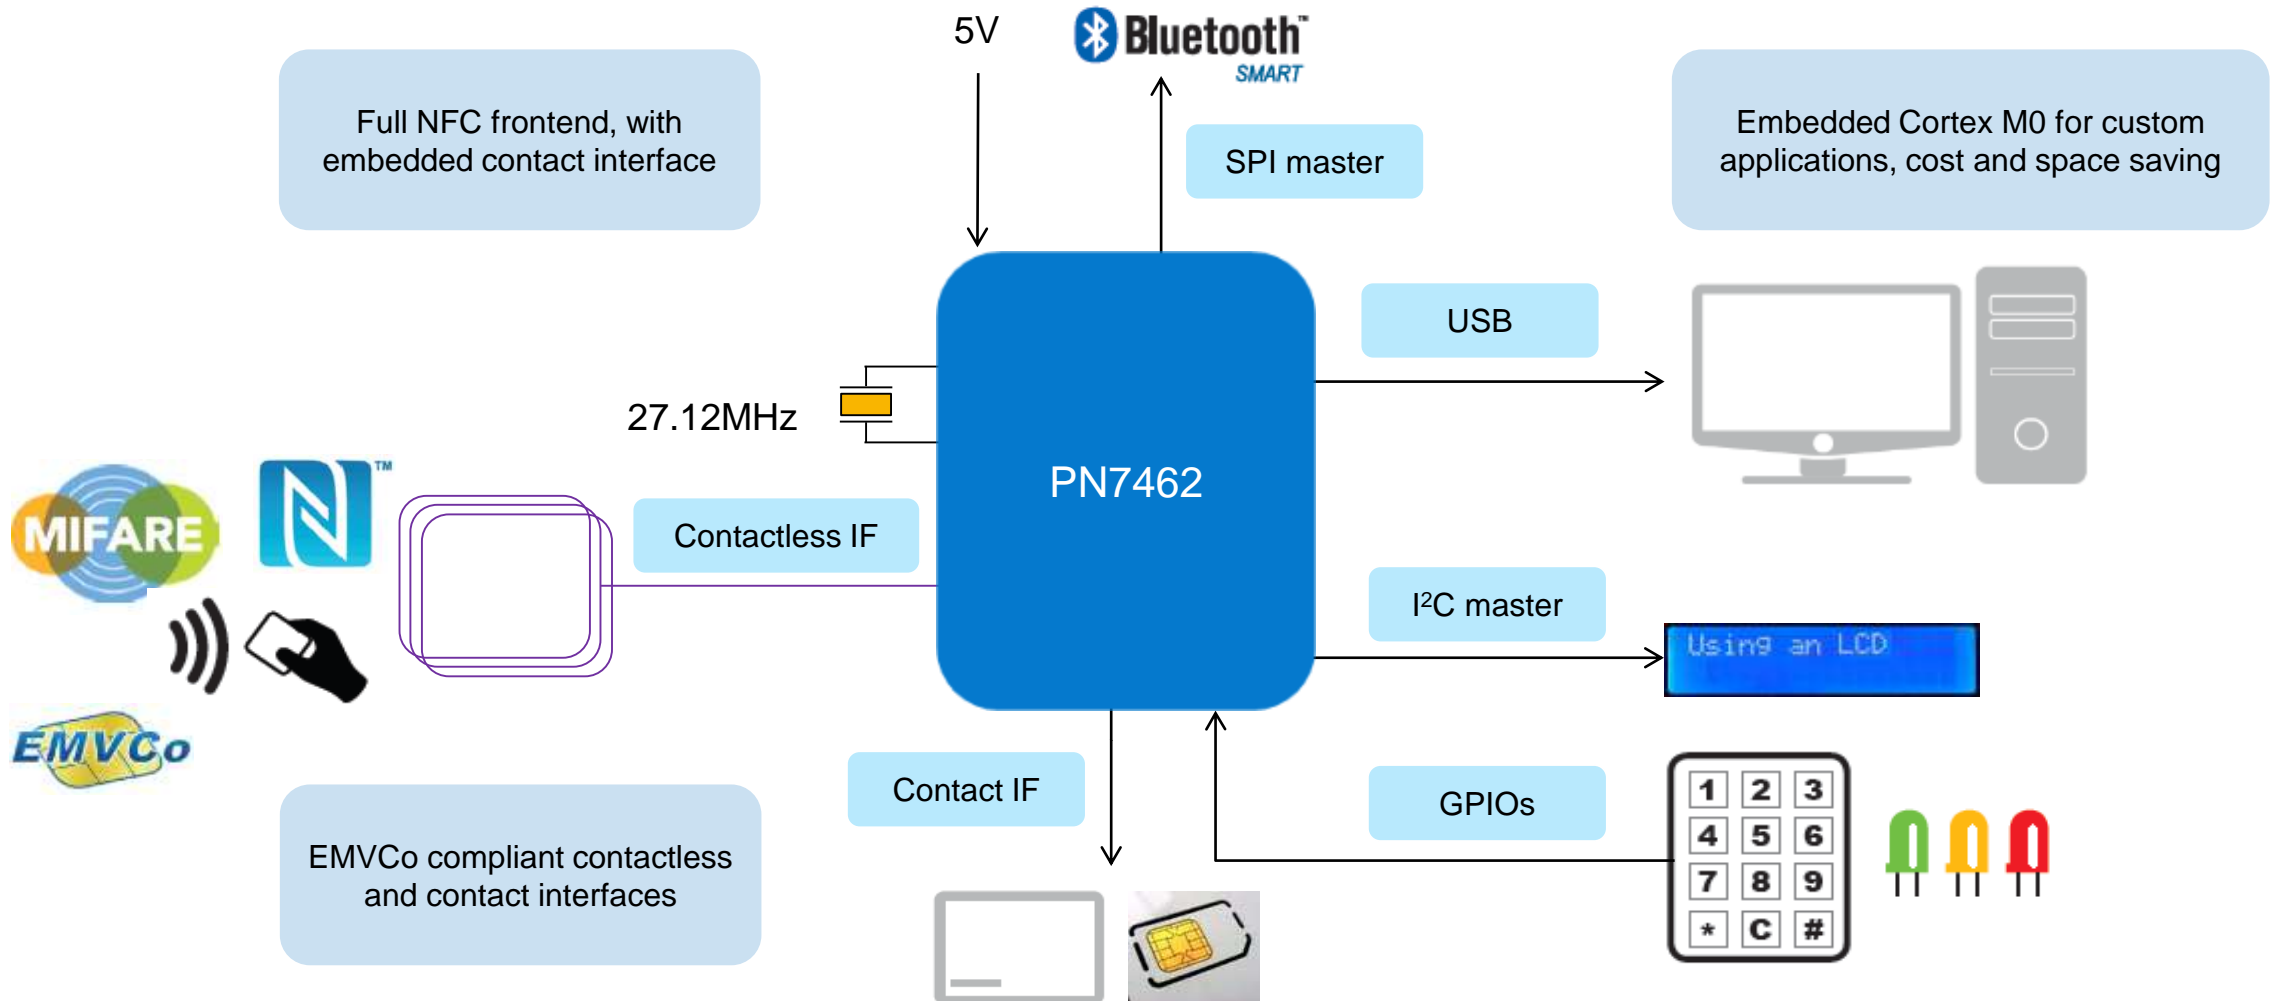 5V
Bluetooth™
SMART
Full NFC frontend, with
embedded contact interface
SPI master
Embedded Cortex M0 for custom
applications, cost and space saving
USB
27.12MHz
PN7462
MIFARE
N™
Contactless IF
I²C master
Using an LCD
EMVCo
Contact IF
GPIOs
1 2 3
4 5 6
7 8 9
* C #
EMVCo compliant contactless
and contact interfaces